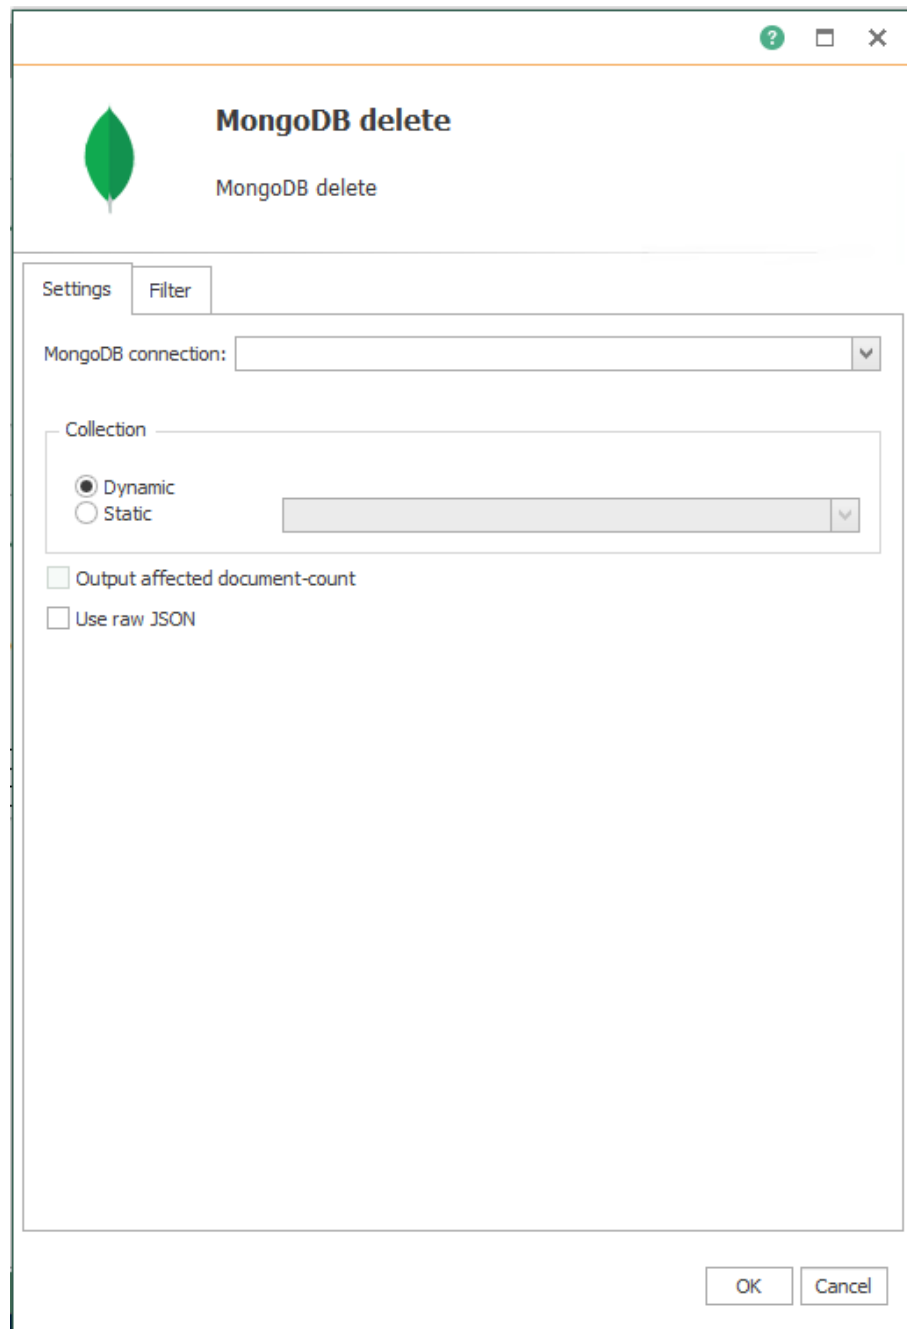 ?
MongoDB delete
MongoDB delete
Settings Filter
MongoDB connection:
Collection
Dynamic
Static
Output affected document-count
Use raw JSON
OK Cancel